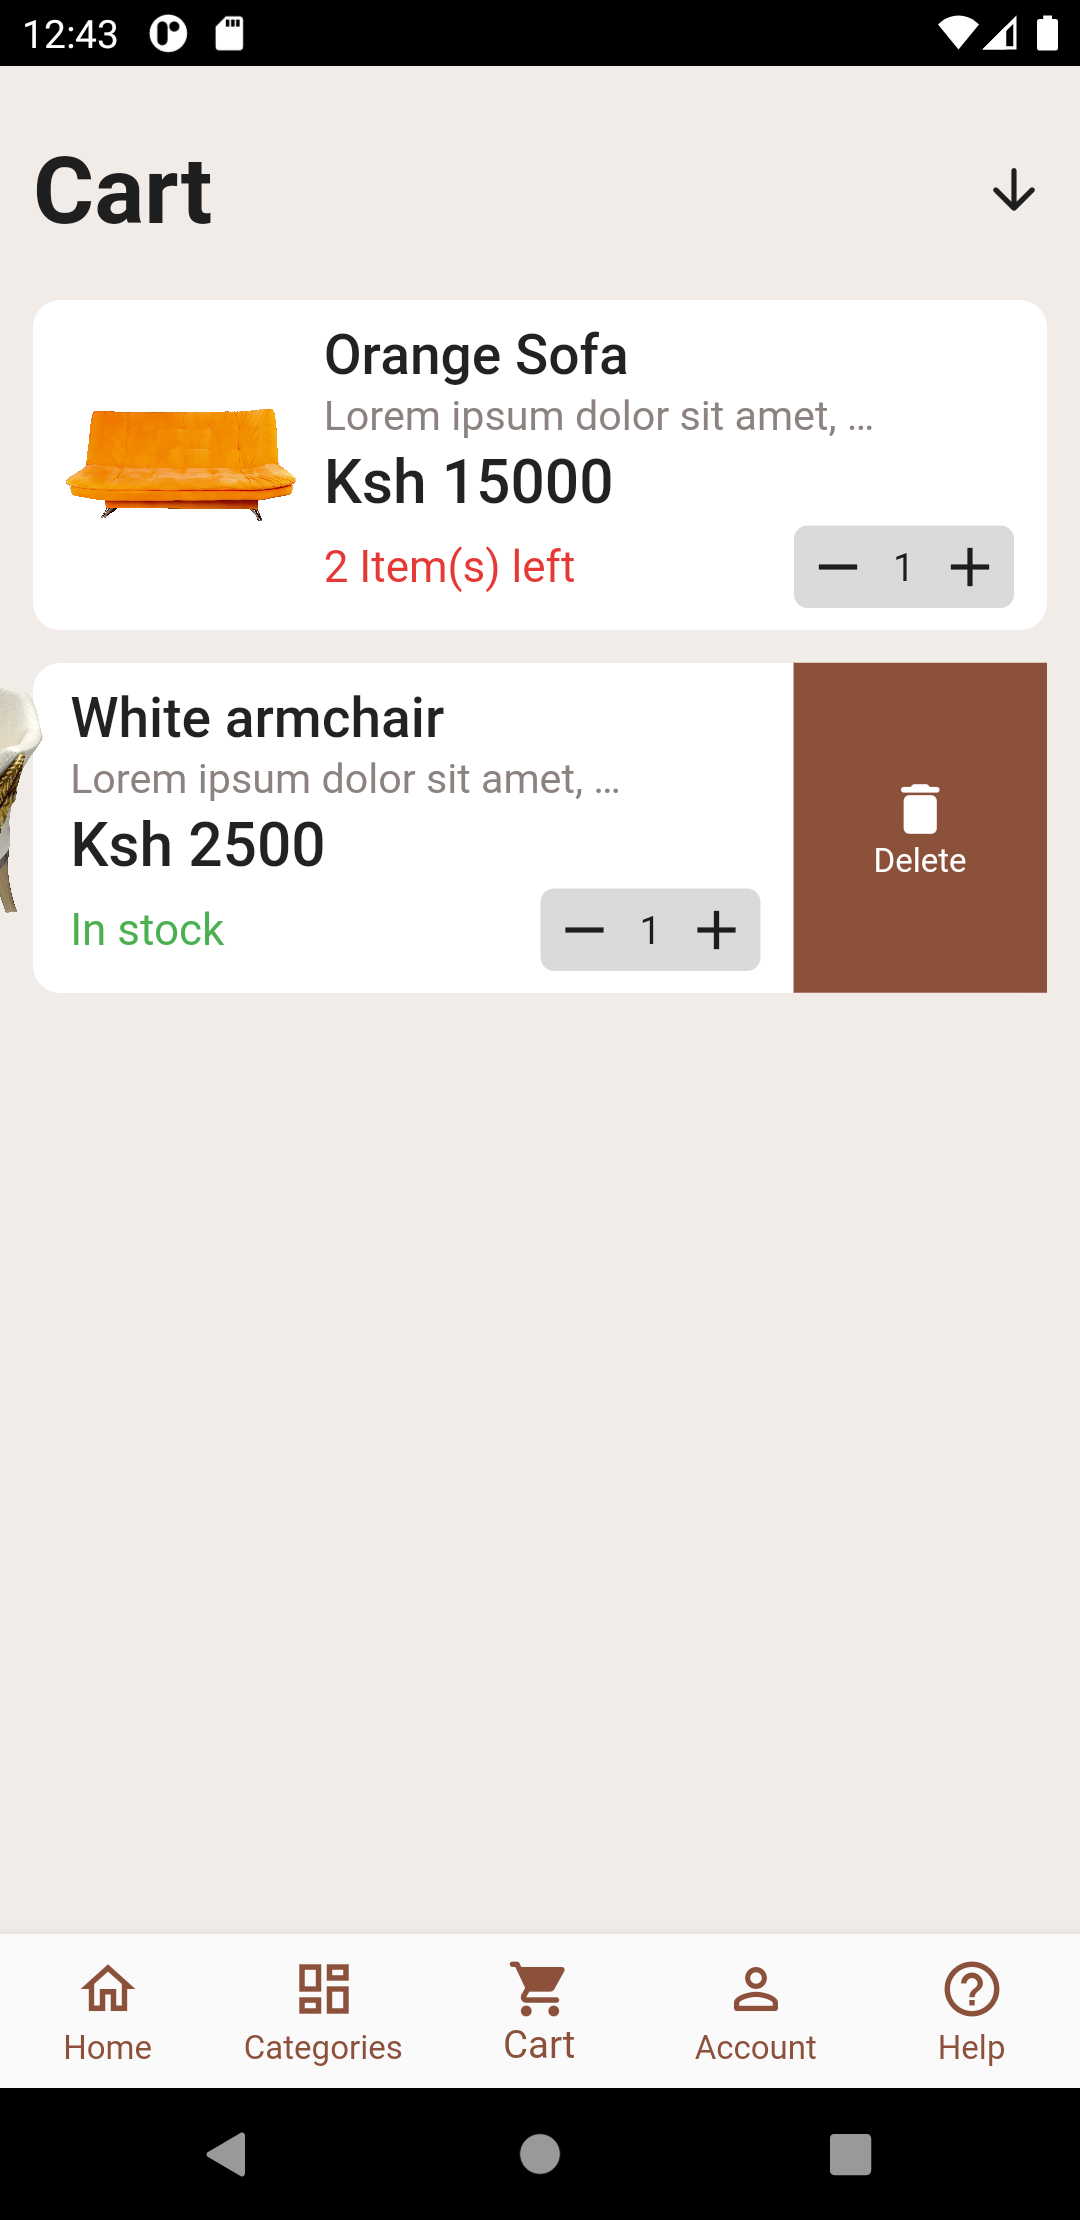 12:43
Cart
Orange Sofa
Lorem ipsum dolor sit amet, ...
Ksh 15000
2 Item(s) left
1
White armchair
Lorem ipsum dolor sit amet, ...
Ksh 2500
In stock
1
Delete
Home
Categories
Cart
Account
Help